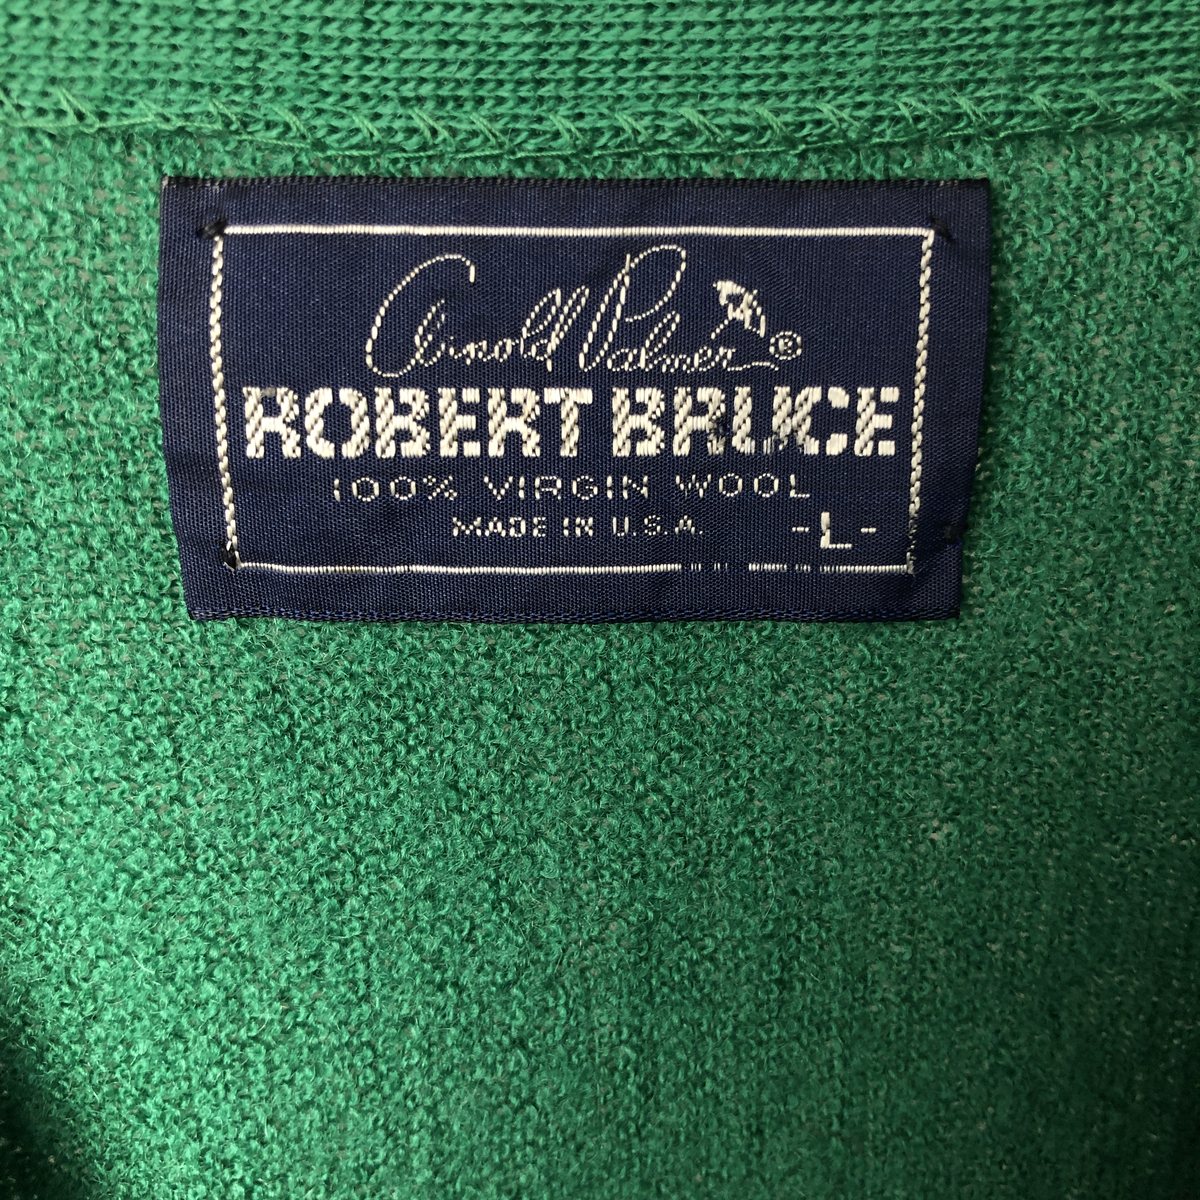 Arnold Palmer ®
ROBERT BRUCE
100% VIRGIN WOOL
MADE IN U.S.A. -L-